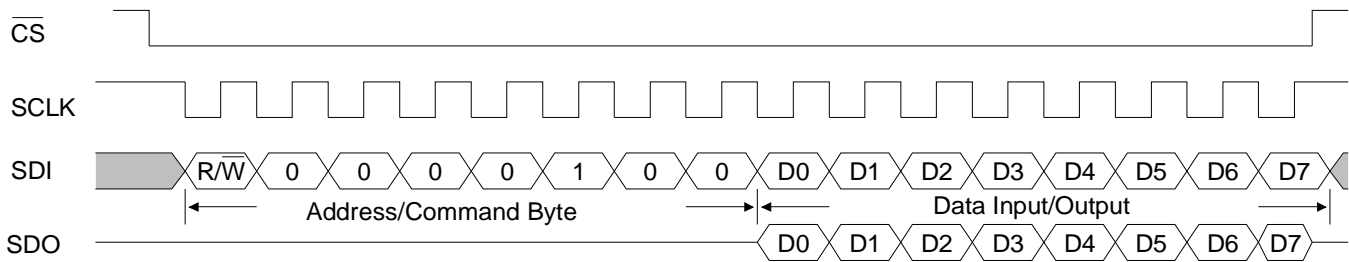 C̅S̅
SCLK
SDI R/W̅ 0 0 0 0 1 0 0 D0 D1 D2 D3 D4 D5 D6 D7
Address/Command Byte Data Input/Output
SDO D0 D1 D2 D3 D4 D5 D6 D7